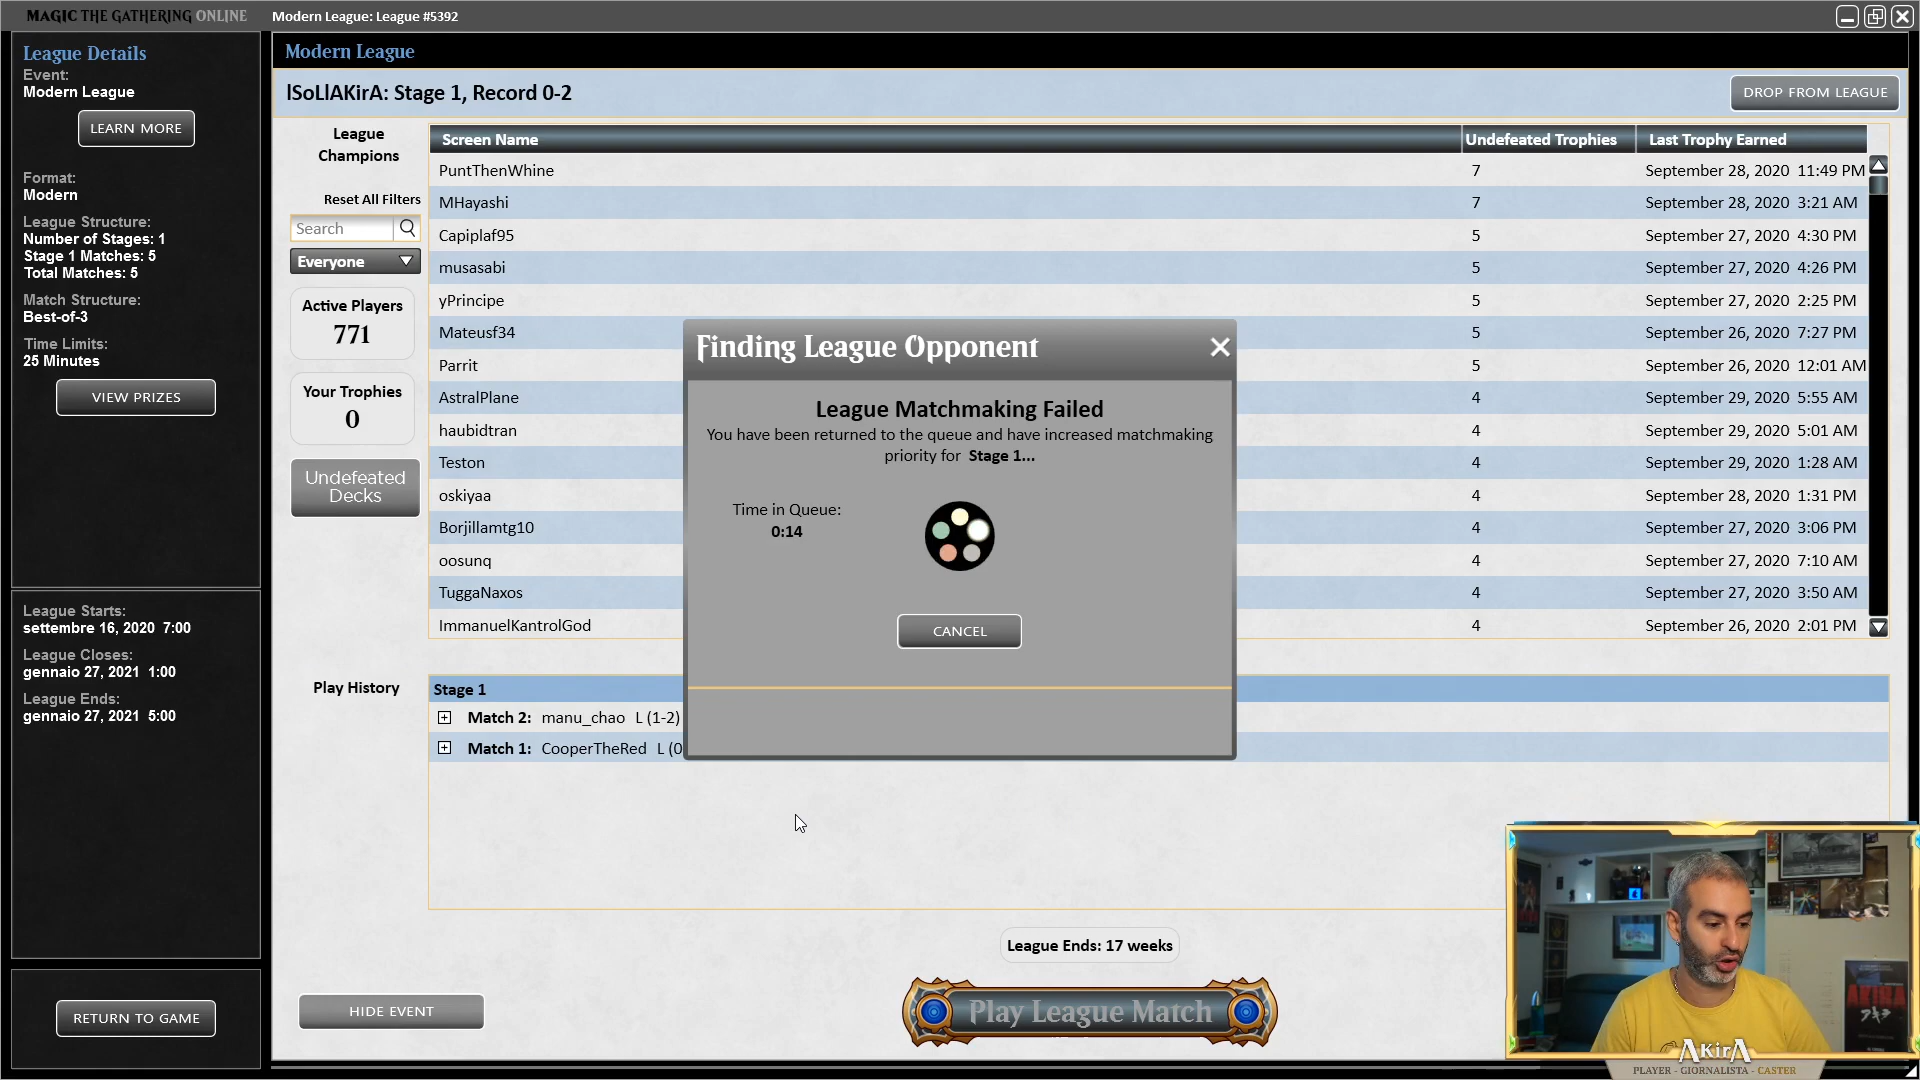 MAGIC THE GATHERING ONLINE
Modern League: League #5392
League Details
Event:
Modern League
LEARN MORE
Format:
Modern
League Structure:
Number of Stages: 1
Stage 1 Matches: 5
Total Matches: 5
Match Structure:
Best-of-3
Time Limits:
25 Minutes
VIEW PRIZES
League Starts:
settembre 16, 2020 7:00
League Closes:
gennaio 27, 2021 1:00
League Ends:
gennaio 27, 2021 5:00
RETURN TO GAME
Modern League
lSoLlAKirA: Stage 1, Record 0-2
DROP FROM LEAGUE
League
Champions
Reset All Filters
Search
Everyone
Active Players
771
Your Trophies
0
Undefeated
Decks
Screen Name Undefeated Trophies Last Trophy Earned
PuntThenWhine 7 September 28, 2020 11:49 PM
MHayashi 7 September 28, 2020 3:21 AM
Capiplaf95 5 September 27, 2020 4:30 PM
musasabi 5 September 27, 2020 4:26 PM
yPrincipe 5 September 27, 2020 2:25 PM
Mateusf34 5 September 26, 2020 7:27 PM
Parrit 5 September 26, 2020 12:01 AM
AstralPlane 4 September 29, 2020 5:55 AM
haubidtran 4 September 29, 2020 5:01 AM
Teston 4 September 29, 2020 1:28 AM
oskiyaa 4 September 28, 2020 1:31 PM
Borjillamtg10 4 September 27, 2020 3:06 PM
oosunq 4 September 27, 2020 7:10 AM
TuggaNaxos 4 September 27, 2020 3:50 AM
ImmanuelKantrolGod 4 September 26, 2020 2:01 PM
Finding League Opponent
League Matchmaking Failed
You have been returned to the queue and have increased matchmaking
priority for Stage 1...
Time in Queue:
0:14
CANCEL
Play History
Stage 1
Match 2: manu_chao L (1-2)
Match 1: CooperTheRed L (0
League Ends: 17 weeks
HIDE EVENT
Play League Match
AKIRA
AKirA
PLAYER - GIORNALISTA - CASTER